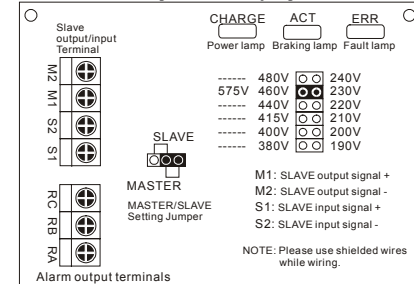 Slave
output/input
Terminal
CHARGE ACT ERR
Power lamp Braking lamp Fault lamp
M2
M1
S2
S1
------ 480V 240V
575V 460V 230V
------ 440V 220V
------ 415V 210V
------ 400V 200V
------ 380V 190V
SLAVE
MASTER
MASTER/SLAVE
Setting Jumper
M1: SLAVE output signal +
M2: SLAVE output signal -
S1: SLAVE input signal +
S2: SLAVE input signal -
RC
RB
RA
NOTE: Please use shielded wires
while wiring.
Alarm output terminals